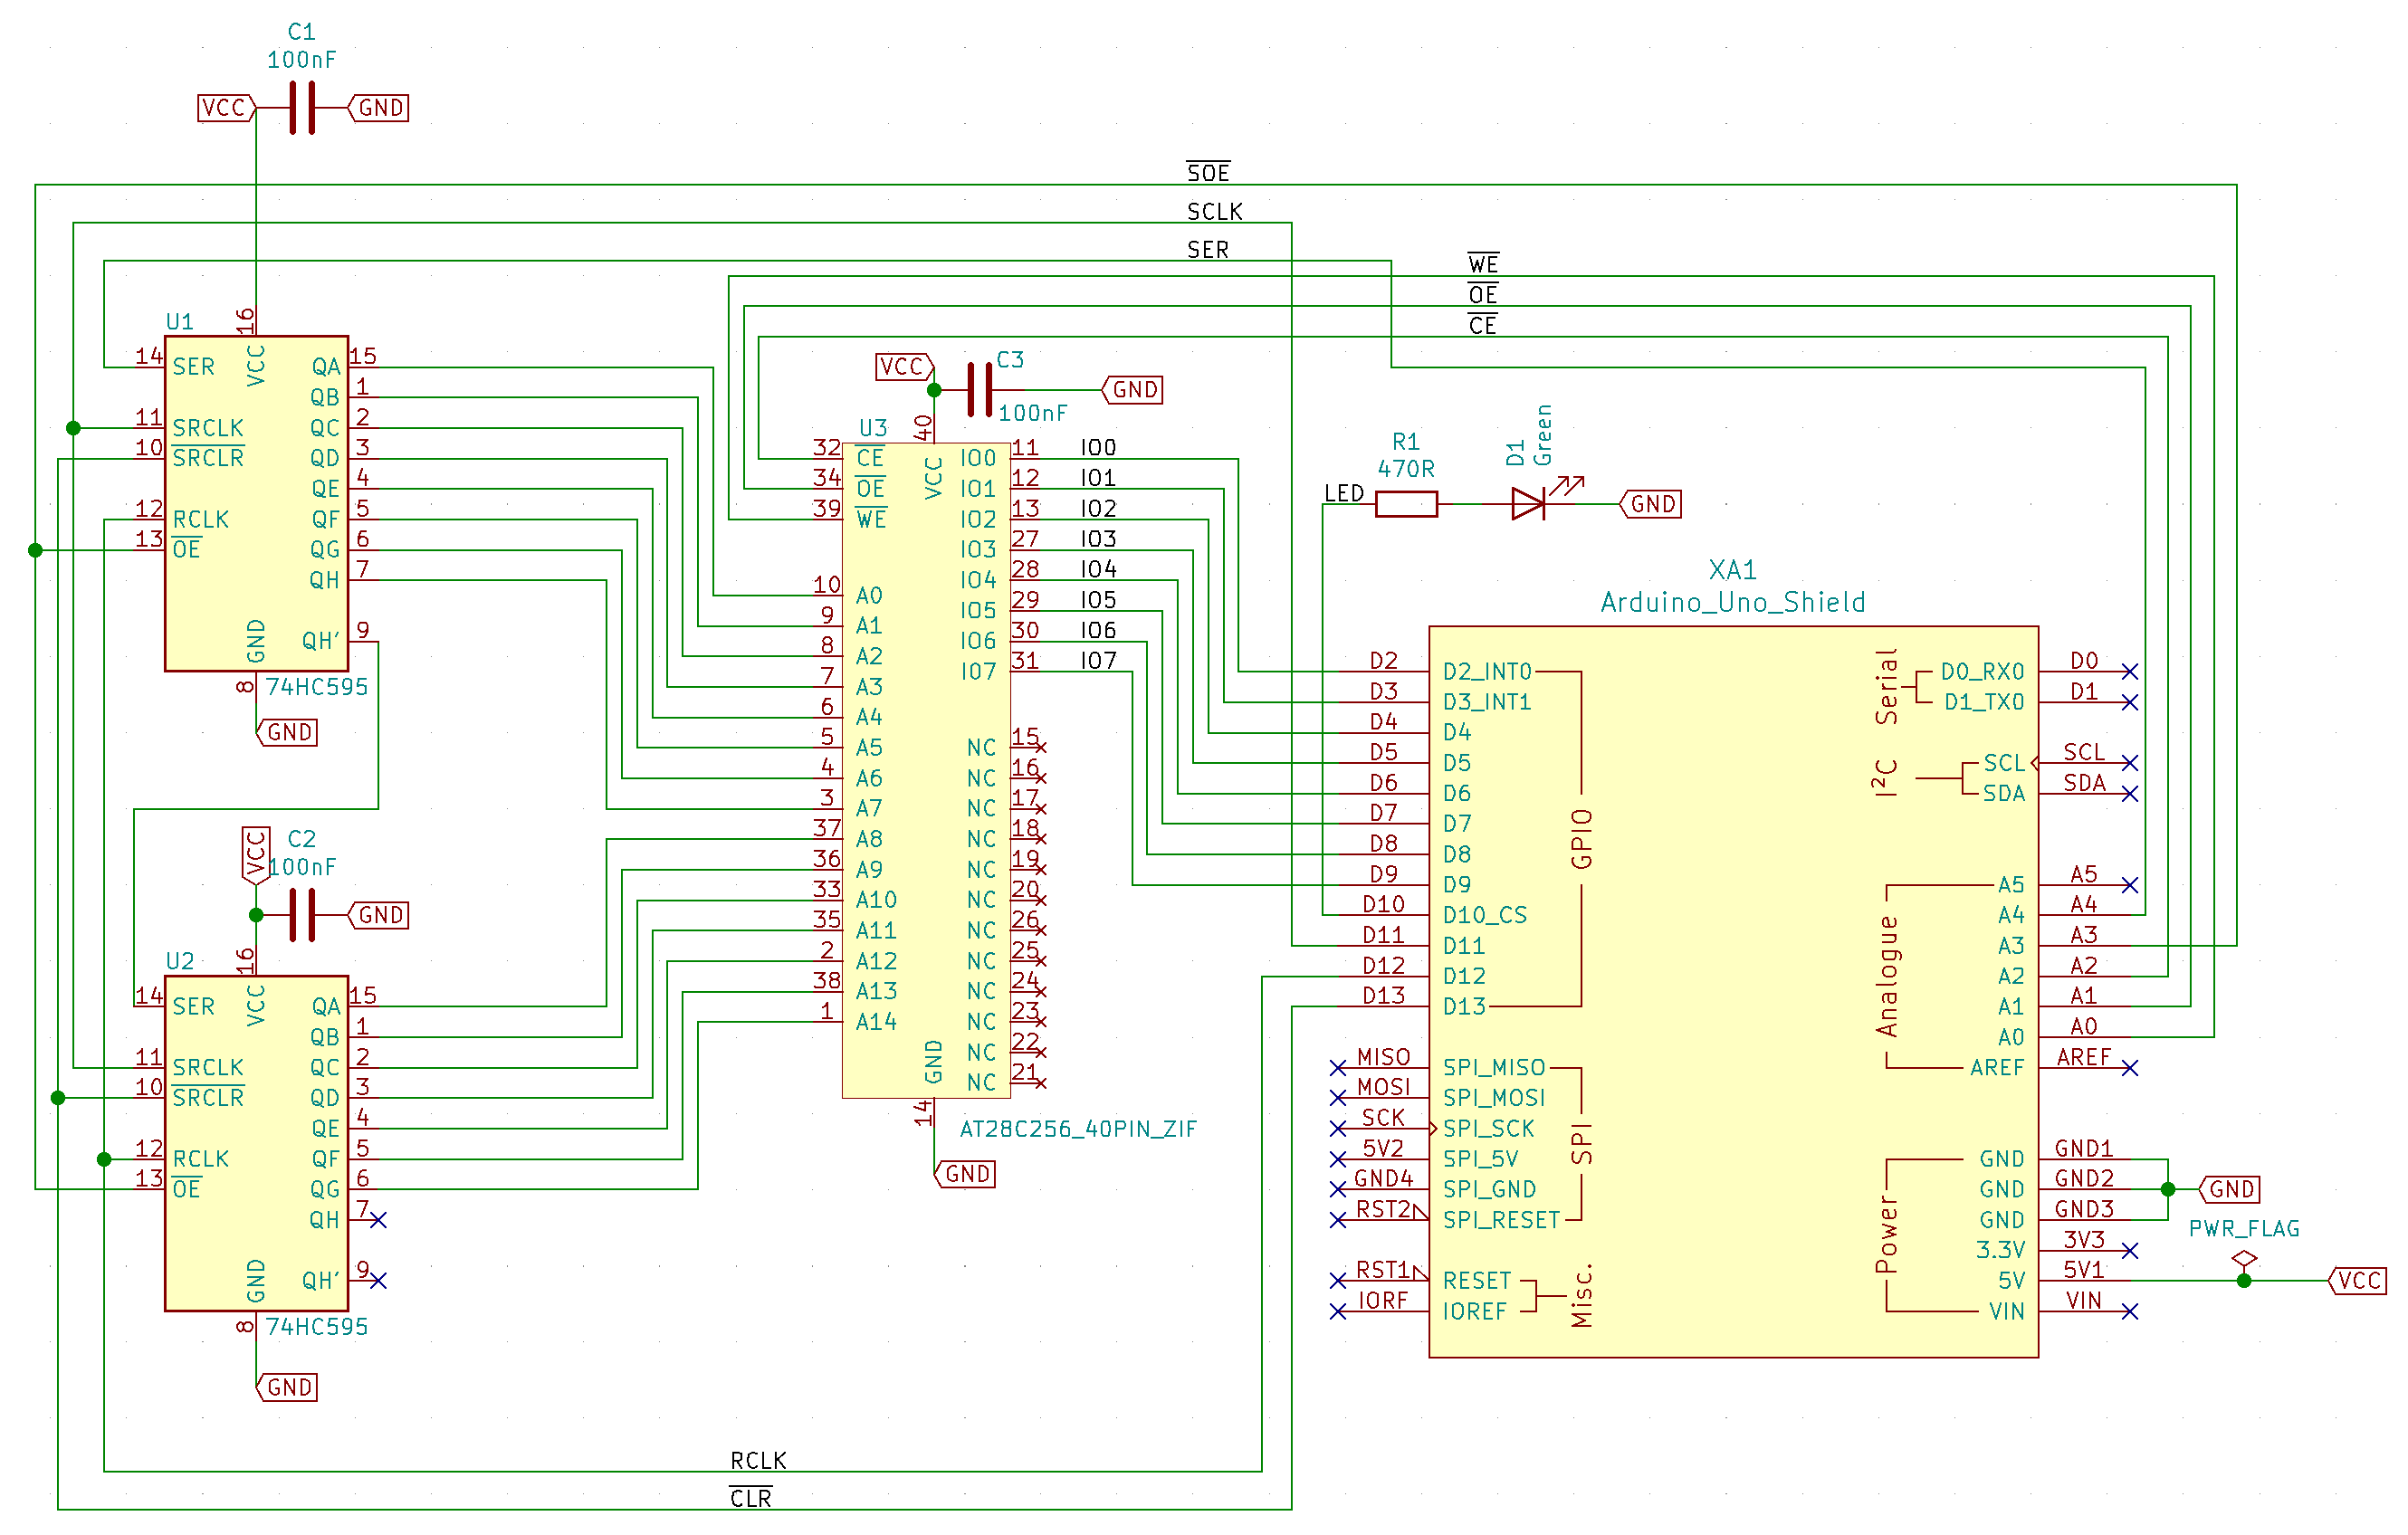 C1
100nF
VCC
GND
SOE
SCLK
SER
WE
OE
CE
U1
16
VCC
14 SER QA 15
QB 1
11 SRCLK QC 2
10 SRCLR QD 3
QE 4
12 RCLK QF 5
13 OE QG 6
QH 7
GND QH' 9
8 74HC595
GND
VCC
C2
100nF
GND
U2
16
VCC
14 SER QA 15
QB 1
11 SRCLK QC 2
10 SRCLR QD 3
QE 4
12 RCLK QF 5
13 OE QG 6
QH 7
GND QH' 9
8 74HC595
GND
VCC
C3
100nF
GND
U3
40
VCC
32 CE IO0 11 IO0
34 OE IO1 12 IO1
39 WE IO2 13 IO2
IO3 27 IO3
IO4 28 IO4
10 A0 IO5 29 IO5
9 A1 IO6 30 IO6
8 A2 IO7 31 IO7
7 A3
6 A4
5 A5 NC 15
4 A6 NC 16
3 A7 NC 17
37 A8 NC 18
36 A9 NC 19
33 A10 NC 20
35 A11 NC 26
2 A12 NC 25
38 A13 NC 24
1 A14 NC 23
NC 22
NC 21
GND
14
AT28C256_40PIN_ZIF
GND
R1
470R
LED
D1
Green
GND
XA1
Arduino_Uno_Shield
D2 D2_INT0
D3 D3_INT1
D4 D4
D5 D5
D6 D6
D7 D7
D8 D8
D9 D9
D10 D10_CS
D11 D11
D12 D12
D13 D13
GPIO
MISO SPI_MISO
MOSI SPI_MOSI
SCK SPI_SCK
5V2 SPI_5V
GND4 SPI_GND
RST2 SPI_RESET
SPI
RST1 RESET
IORF IOREF
Misc.
Serial
D0_RX0 D0
D1_TX0 D1
I²C
SCL SCL
SDA SDA
Analogue
A5 A5
A4 A4
A3 A3
A2 A2
A1 A1
A0 A0
AREF AREF
Power
GND GND1
GND GND2
GND GND3
3.3V 3V3
5V 5V1
VIN VIN
GND
PWR_FLAG
VCC
RCLK
CLR